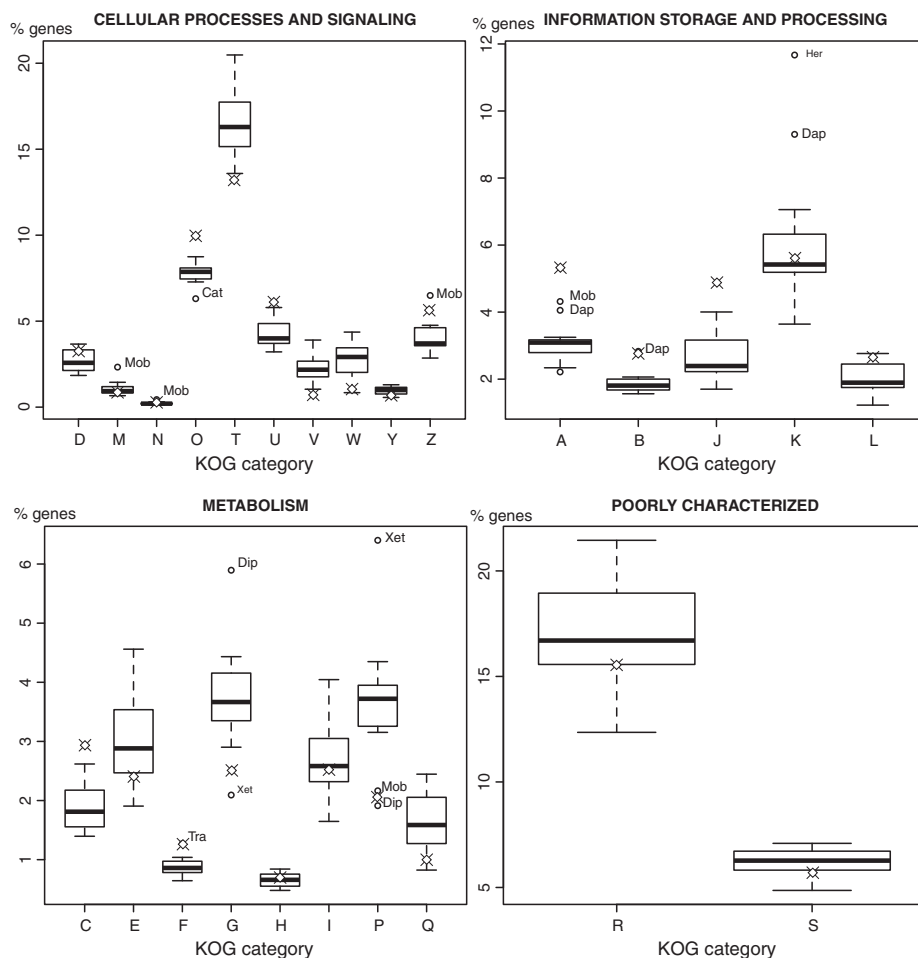 CELLULAR PROCESSES AND SIGNALING
% genes
20
15
10
5
0
Mob
Mob
Cat
Mob
D M N O T U V W Y Z
KOG category
INFORMATION STORAGE AND PROCESSING
% genes
12
10
8
6
4
2
Her
Dap
Mob
Dap
Dap
A B J K L
KOG category
METABOLISM
% genes
6
5
4
3
2
1
Xet
Dip
Xet
Mob
Dip
Tra
C E F G H I P Q
KOG category
POORLY CHARACTERIZED
% genes
20
15
10
5
R S
KOG category